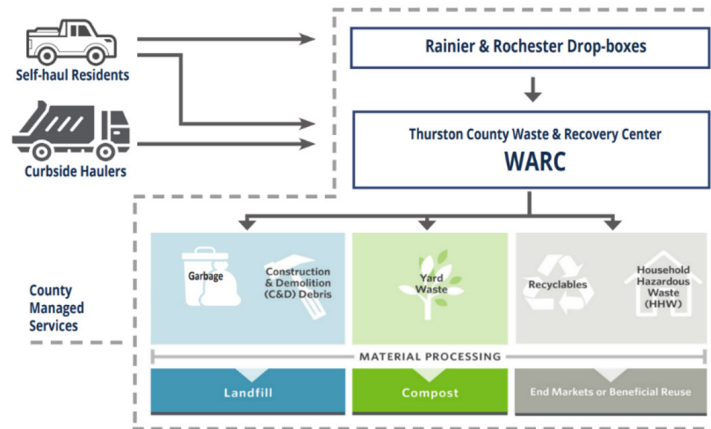 Rainier & Rochester Drop-boxes
Self-haul Residents
Thurston County Waste & Recovery Center
WARC
Curbside Haulers
County
Managed
Services
Garbage
Construction
& Demolition
(C&D) Debris
Yard
Waste
Recyclables
Household
Hazardous
Waste
(HHW)
MATERIAL PROCESSING
Landfill
Compost
End Markets or Beneficial Reuse